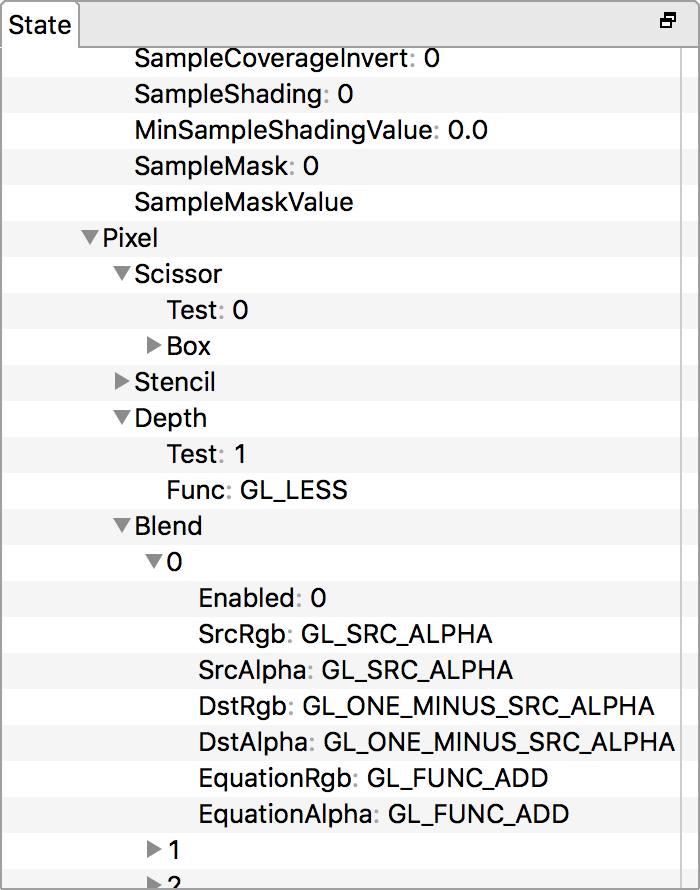 State
SampleCoverageInvert: 0
SampleShading: 0
MinSampleShadingValue: 0.0
SampleMask: 0
SampleMaskValue
Pixel
Scissor
Test: 0
Box
Stencil
Depth
Test: 1
Func: GL_LESS
Blend
0
Enabled: 0
SrcRgb: GL_SRC_ALPHA
SrcAlpha: GL_SRC_ALPHA
DstRgb: GL_ONE_MINUS_SRC_ALPHA
DstAlpha: GL_ONE_MINUS_SRC_ALPHA
EquationRgb: GL_FUNC_ADD
EquationAlpha: GL_FUNC_ADD
1
2